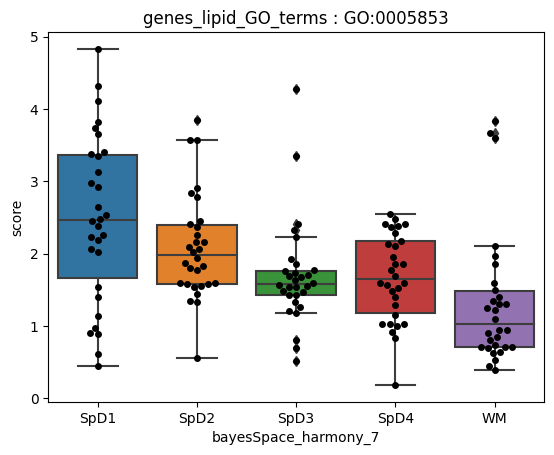 genes_lipid_GO_terms : GO:0005853
score
5
4
3
2
1
0
SpD1 SpD2 SpD3 SpD4 WM
bayesSpace_harmony_7